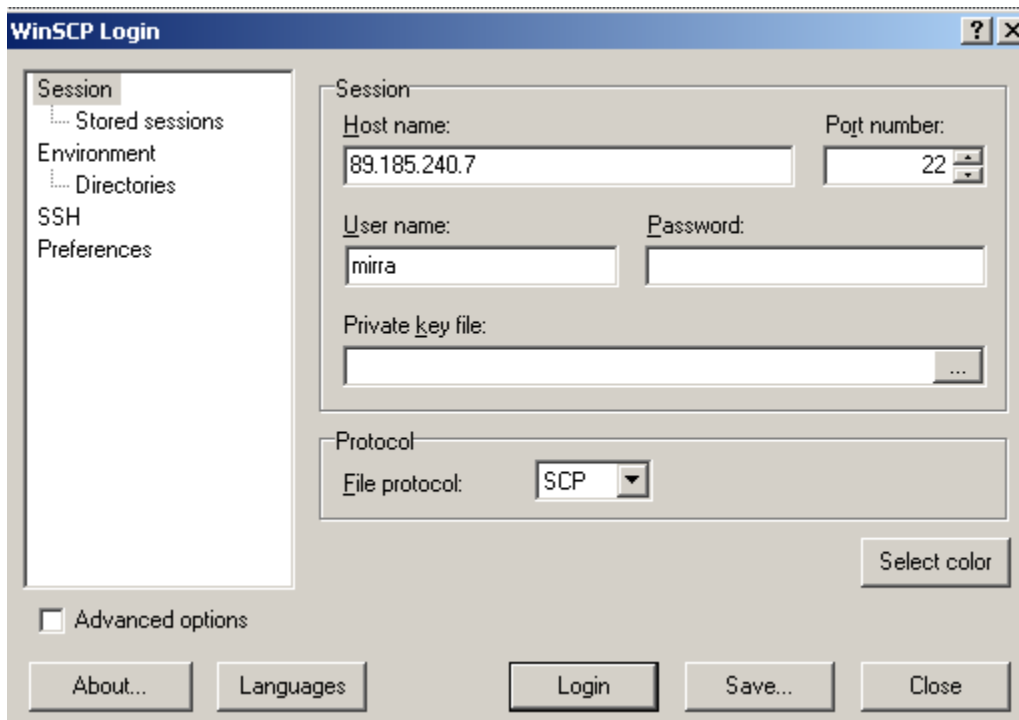 WinSCP Login
Session
Stored sessions
Environment
Directories
SSH
Preferences
Session
Host name:
Port number:
89.185.240.7
22
User name:
Password:
mirra
Private key file:
...
Protocol
File protocol:
SCP
Select color
Advanced options
About...
Languages
Login
Save...
Close